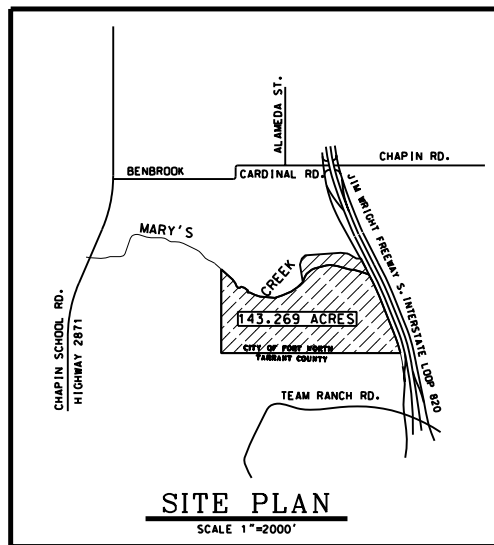 ALAMEDA ST.
CHAPIN RD.
BENBROOK
CARDINAL RD.
JIM WRIGHT FREEWAY S. INTERSTATE LOOP 820
MARY'S
CREEK
143.269 ACRES
CITY OF FORT WORTH
TARRANT COUNTY
CHAPIN SCHOOL RD.
HIGHWAY 2871
TEAM RANCH RD.
SITE PLAN
SCALE 1"=2000'